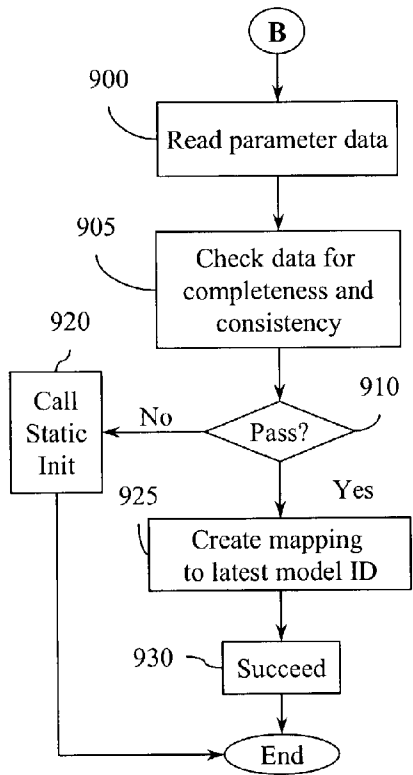 B
900
Read parameter data
905
Check data for
completeness and
consistency
920
Call
Static
Init
No
Pass?
910
Yes
925
Create mapping
to latest model ID
930
Succeed
End